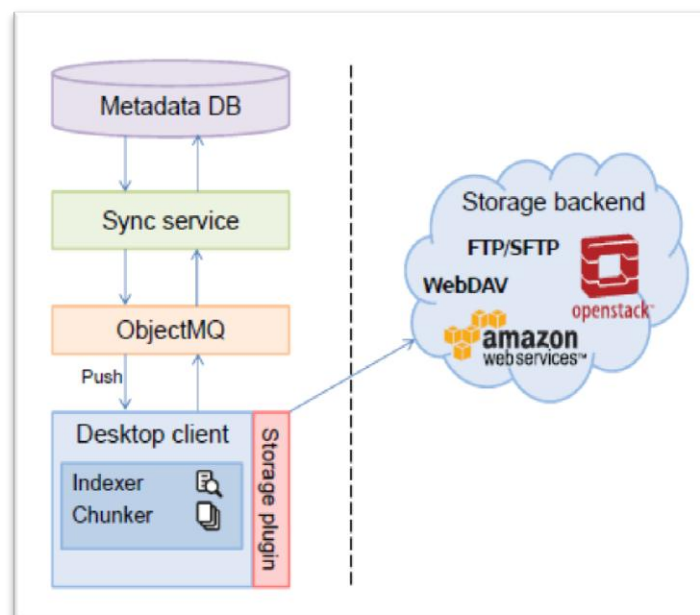 Metadata DB
Sync service
ObjectMQ
Push
Desktop client
Indexer
Chunker
Storage plugin
Storage backend
FTP/SFTP
WebDAV
openstack™
amazon
webservices™